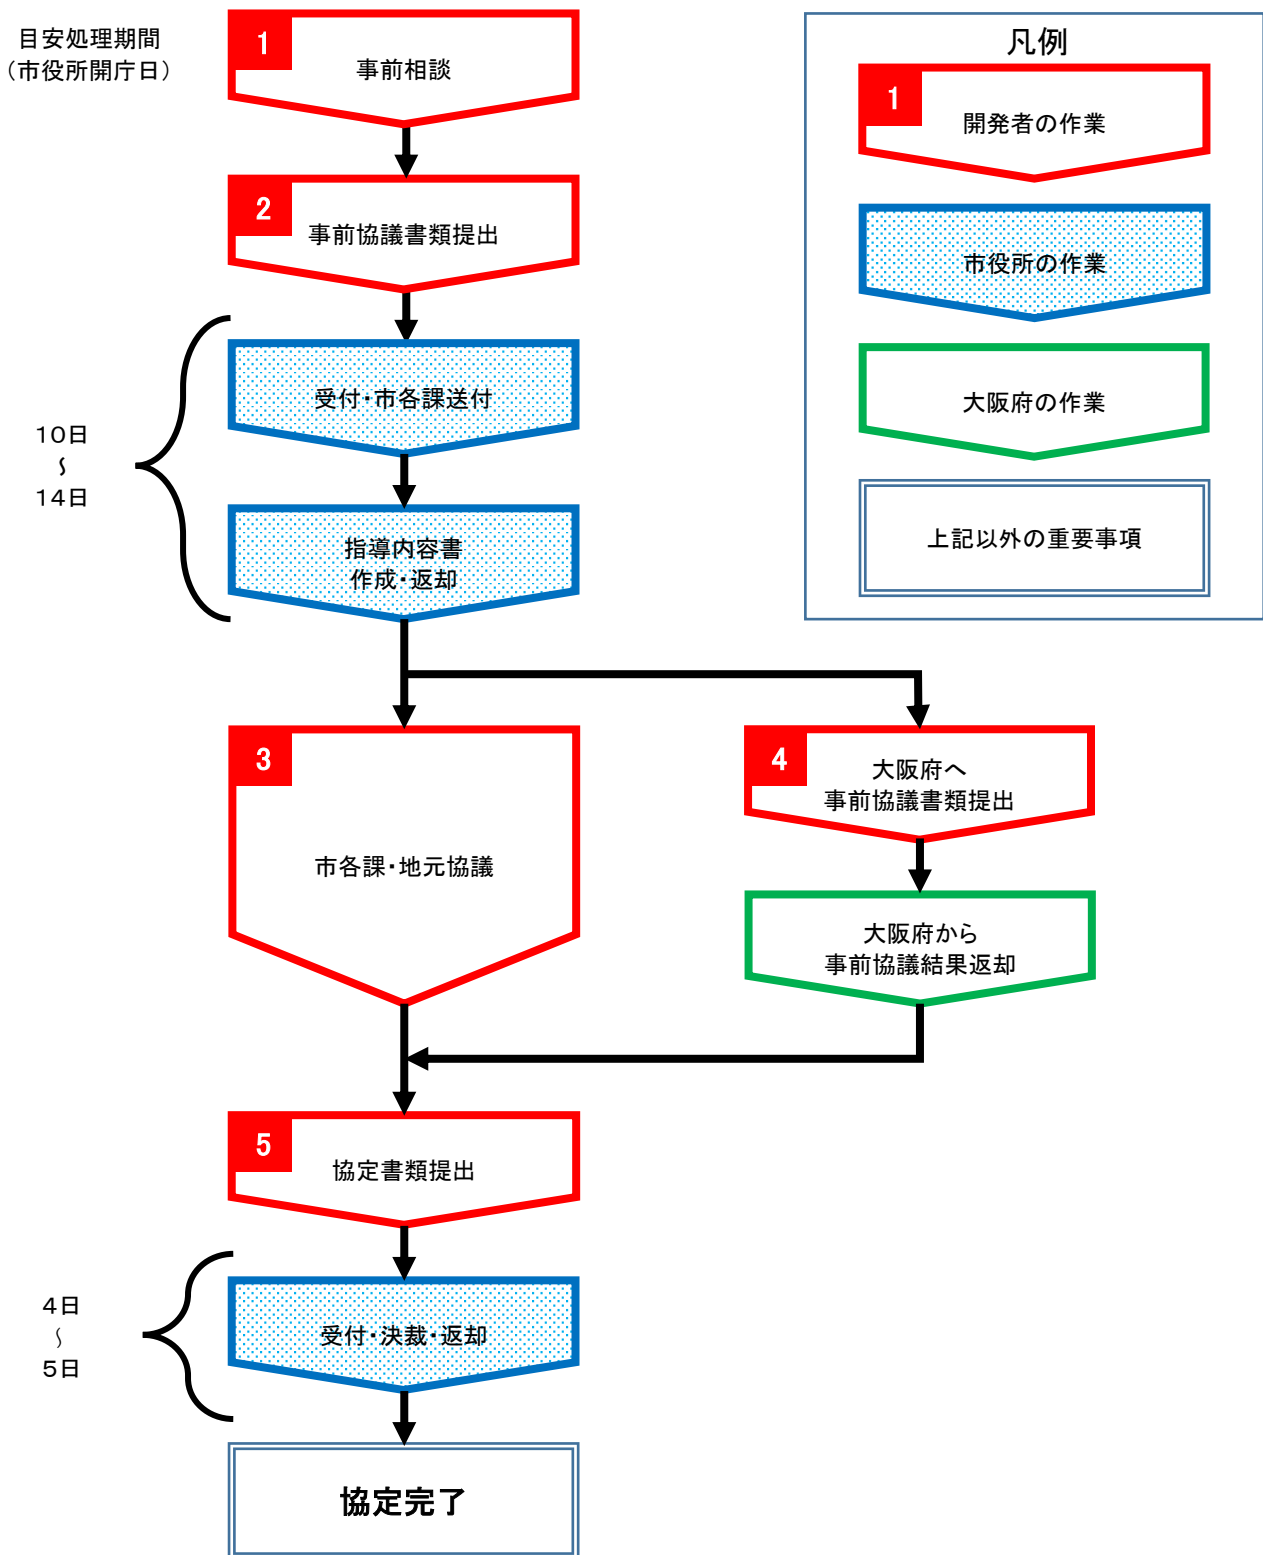 目安処理期間
（市役所開庁日）
1
事前相談
2
事前協議書類提出
10日
〜
14日
受付・市各課送付
指導内容書
作成・返却
3
市各課・地元協議
4
大阪府へ
事前協議書類提出
大阪府から
事前協議結果返却
5
協定書類提出
4日
〜
5日
受付・決裁・返却
協定完了
凡例
1
開発者の作業
市役所の作業
大阪府の作業
上記以外の重要事項